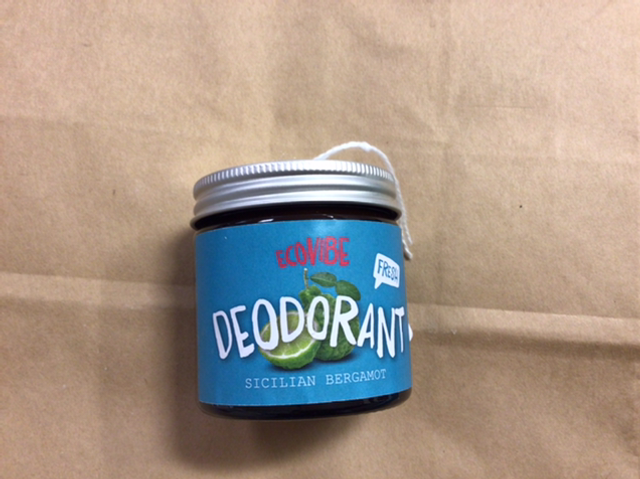 ECOVIBE
FRESH
DEODORANT
SICILIAN BERGAMOT